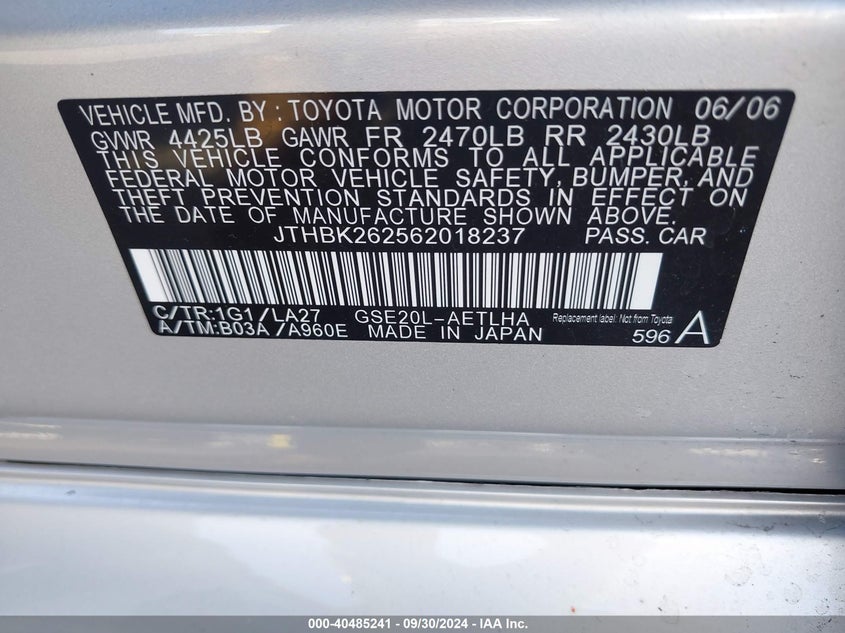 VEHICLE MFD. BY : TOYOTA MOTOR CORPORATION 06/06
GVWR 4425LB GAWR FR 2470LB RR 2430LB
THIS VEHICLE CONFORMS TO ALL APPLICABLE
FEDERAL MOTOR VEHICLE SAFETY, BUMPER, AND
THEFT PREVENTION STANDARDS IN EFFECT ON
THE DATE OF MANUFACTURE SHOWN ABOVE.
JTHBK262562018237 PASS. CAR
C/TR:1G1/LA27 GSE20L-AETLHA Replacement label: Not from Toyota
A/TM:B03A/A960E MADE IN JAPAN 596 A
000-40485241 - 09/30/2024 - IAA Inc.